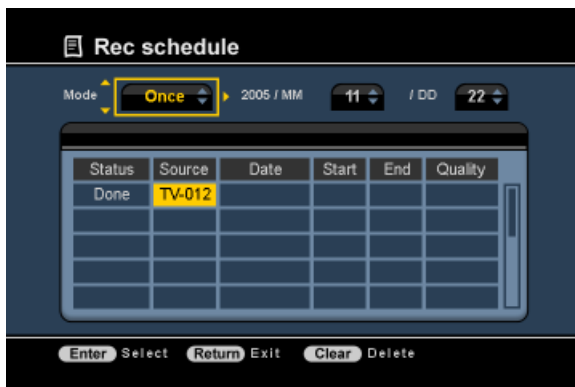 Rec schedule
Mode Once 2005 / MM 11 / DD 22
Status Source Date Start End Quality
Done TV-012
Enter Select Return Exit Clear Delete